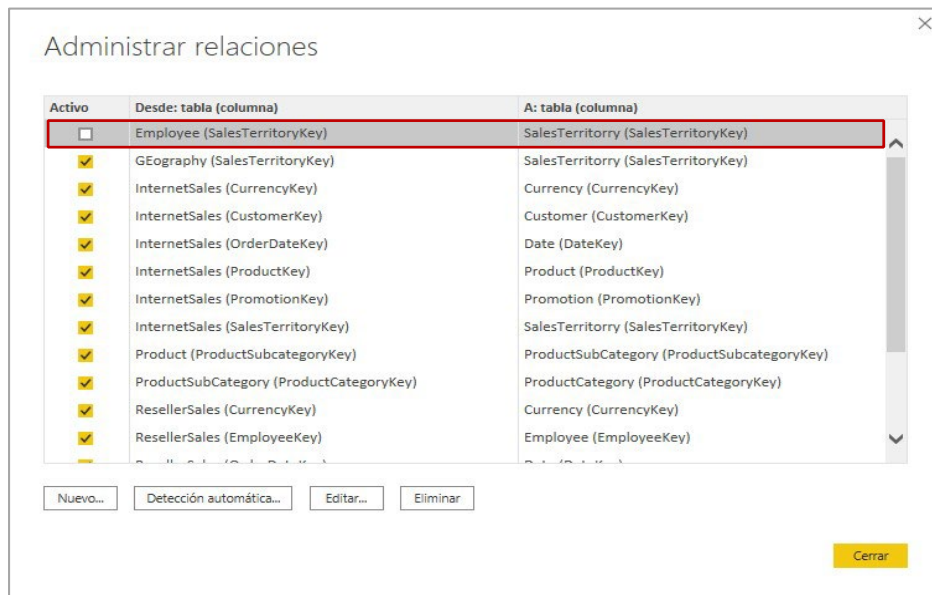 Administrar relaciones
Activo Desde: tabla (columna) A: tabla (columna)
Employee (SalesTerritoryKey) SalesTerritorry (SalesTerritoryKey)
GEography (SalesTerritoryKey) SalesTerritorry (SalesTerritoryKey)
InternetSales (CurrencyKey) Currency (CurrencyKey)
InternetSales (CustomerKey) Customer (CustomerKey)
InternetSales (OrderDateKey) Date (DateKey)
InternetSales (ProductKey) Product (ProductKey)
InternetSales (PromotionKey) Promotion (PromotionKey)
InternetSales (SalesTerritoryKey) SalesTerritorry (SalesTerritoryKey)
Product (ProductSubcategoryKey) ProductSubCategory (ProductSubcategoryKey)
ProductSubCategory (ProductCategoryKey) ProductCategory (ProductCategoryKey)
ResellerSales (CurrencyKey) Currency (CurrencyKey)
ResellerSales (EmployeeKey) Employee (EmployeeKey)
Nuevo... Detección automática... Editar... Eliminar
Cerrar